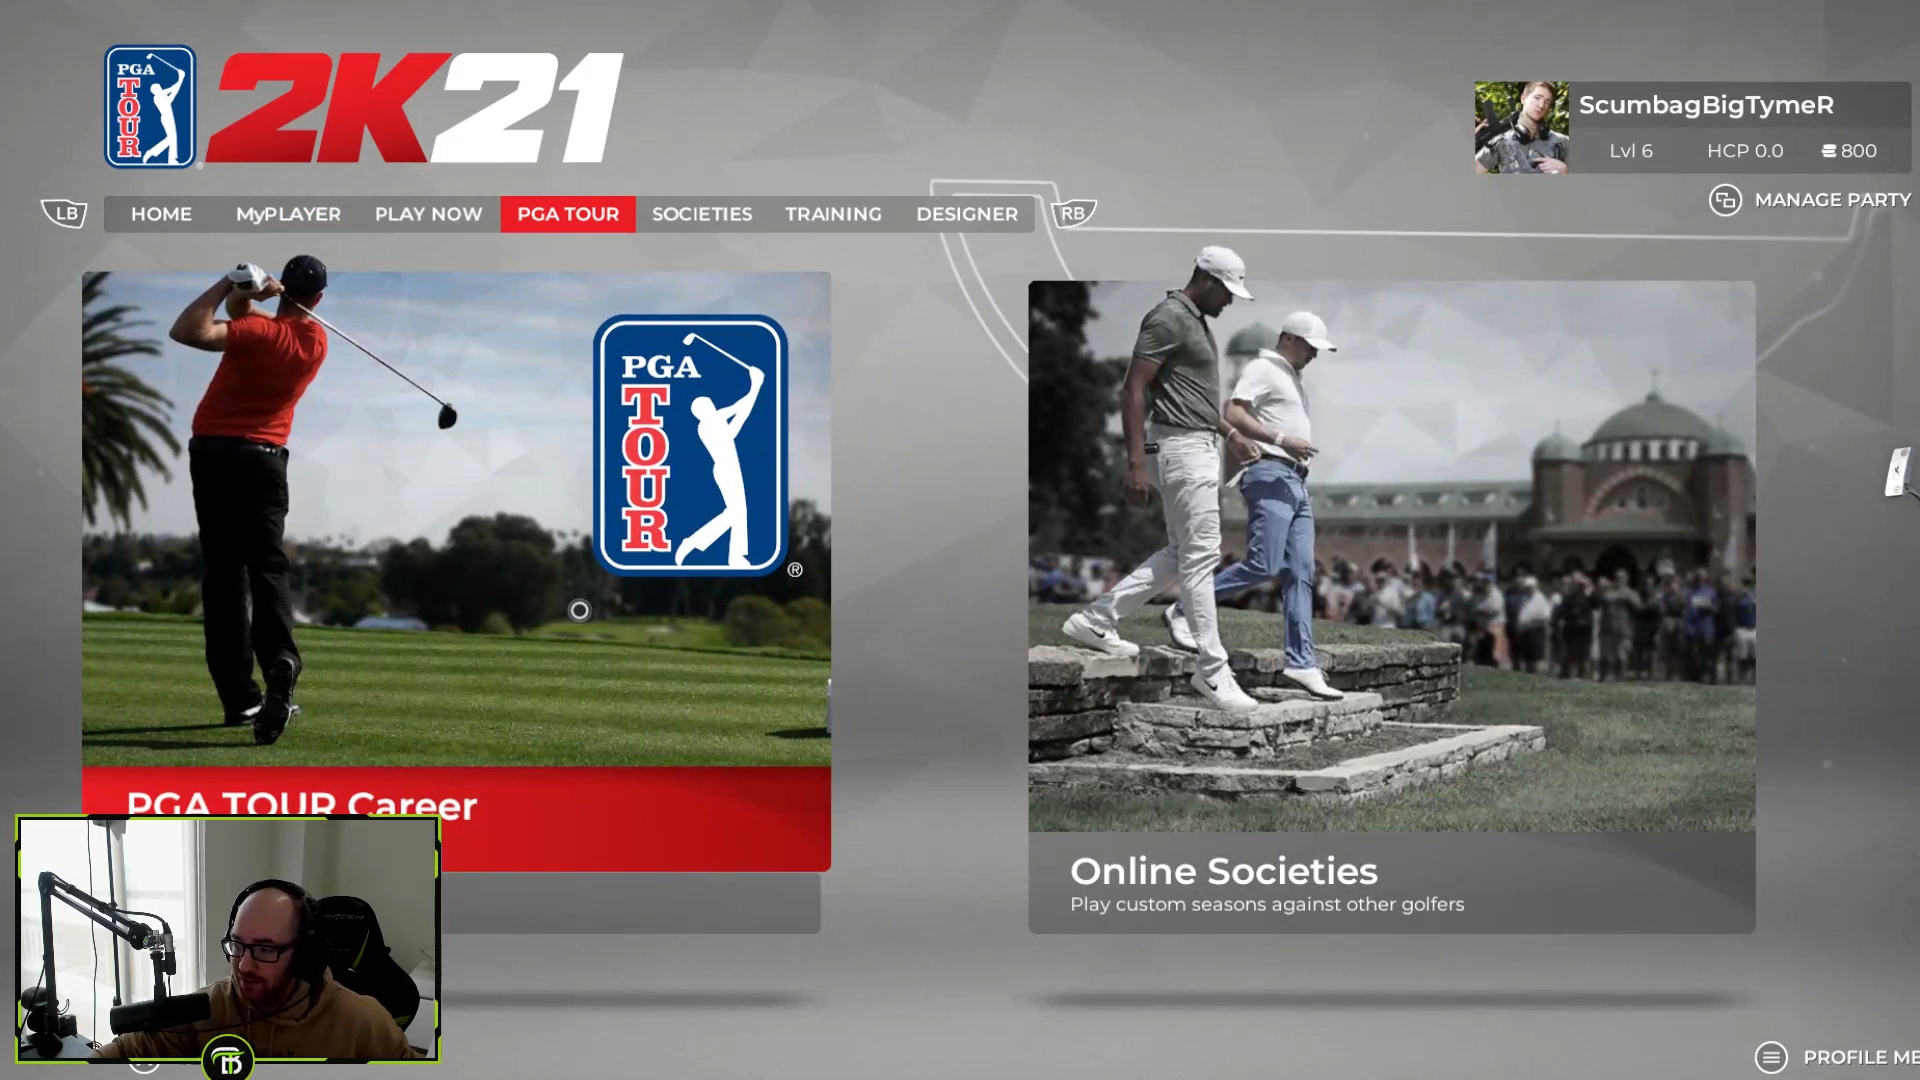 PGA
TOUR
2K21
ScumbagBigTymeR
Lvl 6 HCP 0.0 800
MANAGE PARTY
LB HOME MyPLAYER PLAY NOW PGA TOUR SOCIETIES TRAINING DESIGNER RB
PGA
TOUR
®
PGA TOUR Career
Online Societies
Play custom seasons against other golfers
PROFILE ME